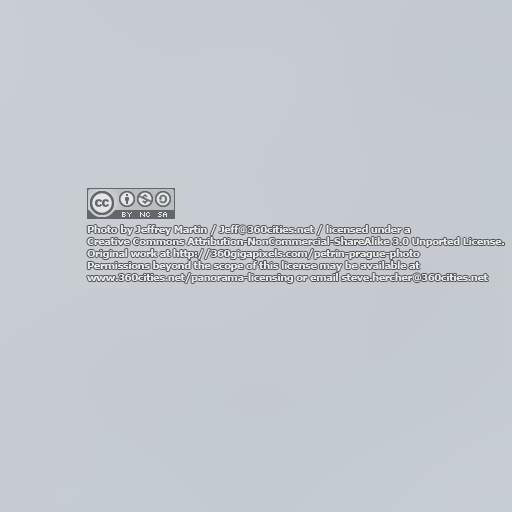 cc
BY NC SA
Photo by Jeffrey Martin / Jeff@360cities.net / licensed under a
Creative Commons Attribution-NonCommercial-ShareAlike 3.0 Unported License.
Original work at http://360gigapixels.com/petrin-prague-photo
Permissions beyond the scope of this license may be available at
www.360cities.net/panorama-licensing or email steve.hercher@360cities.net